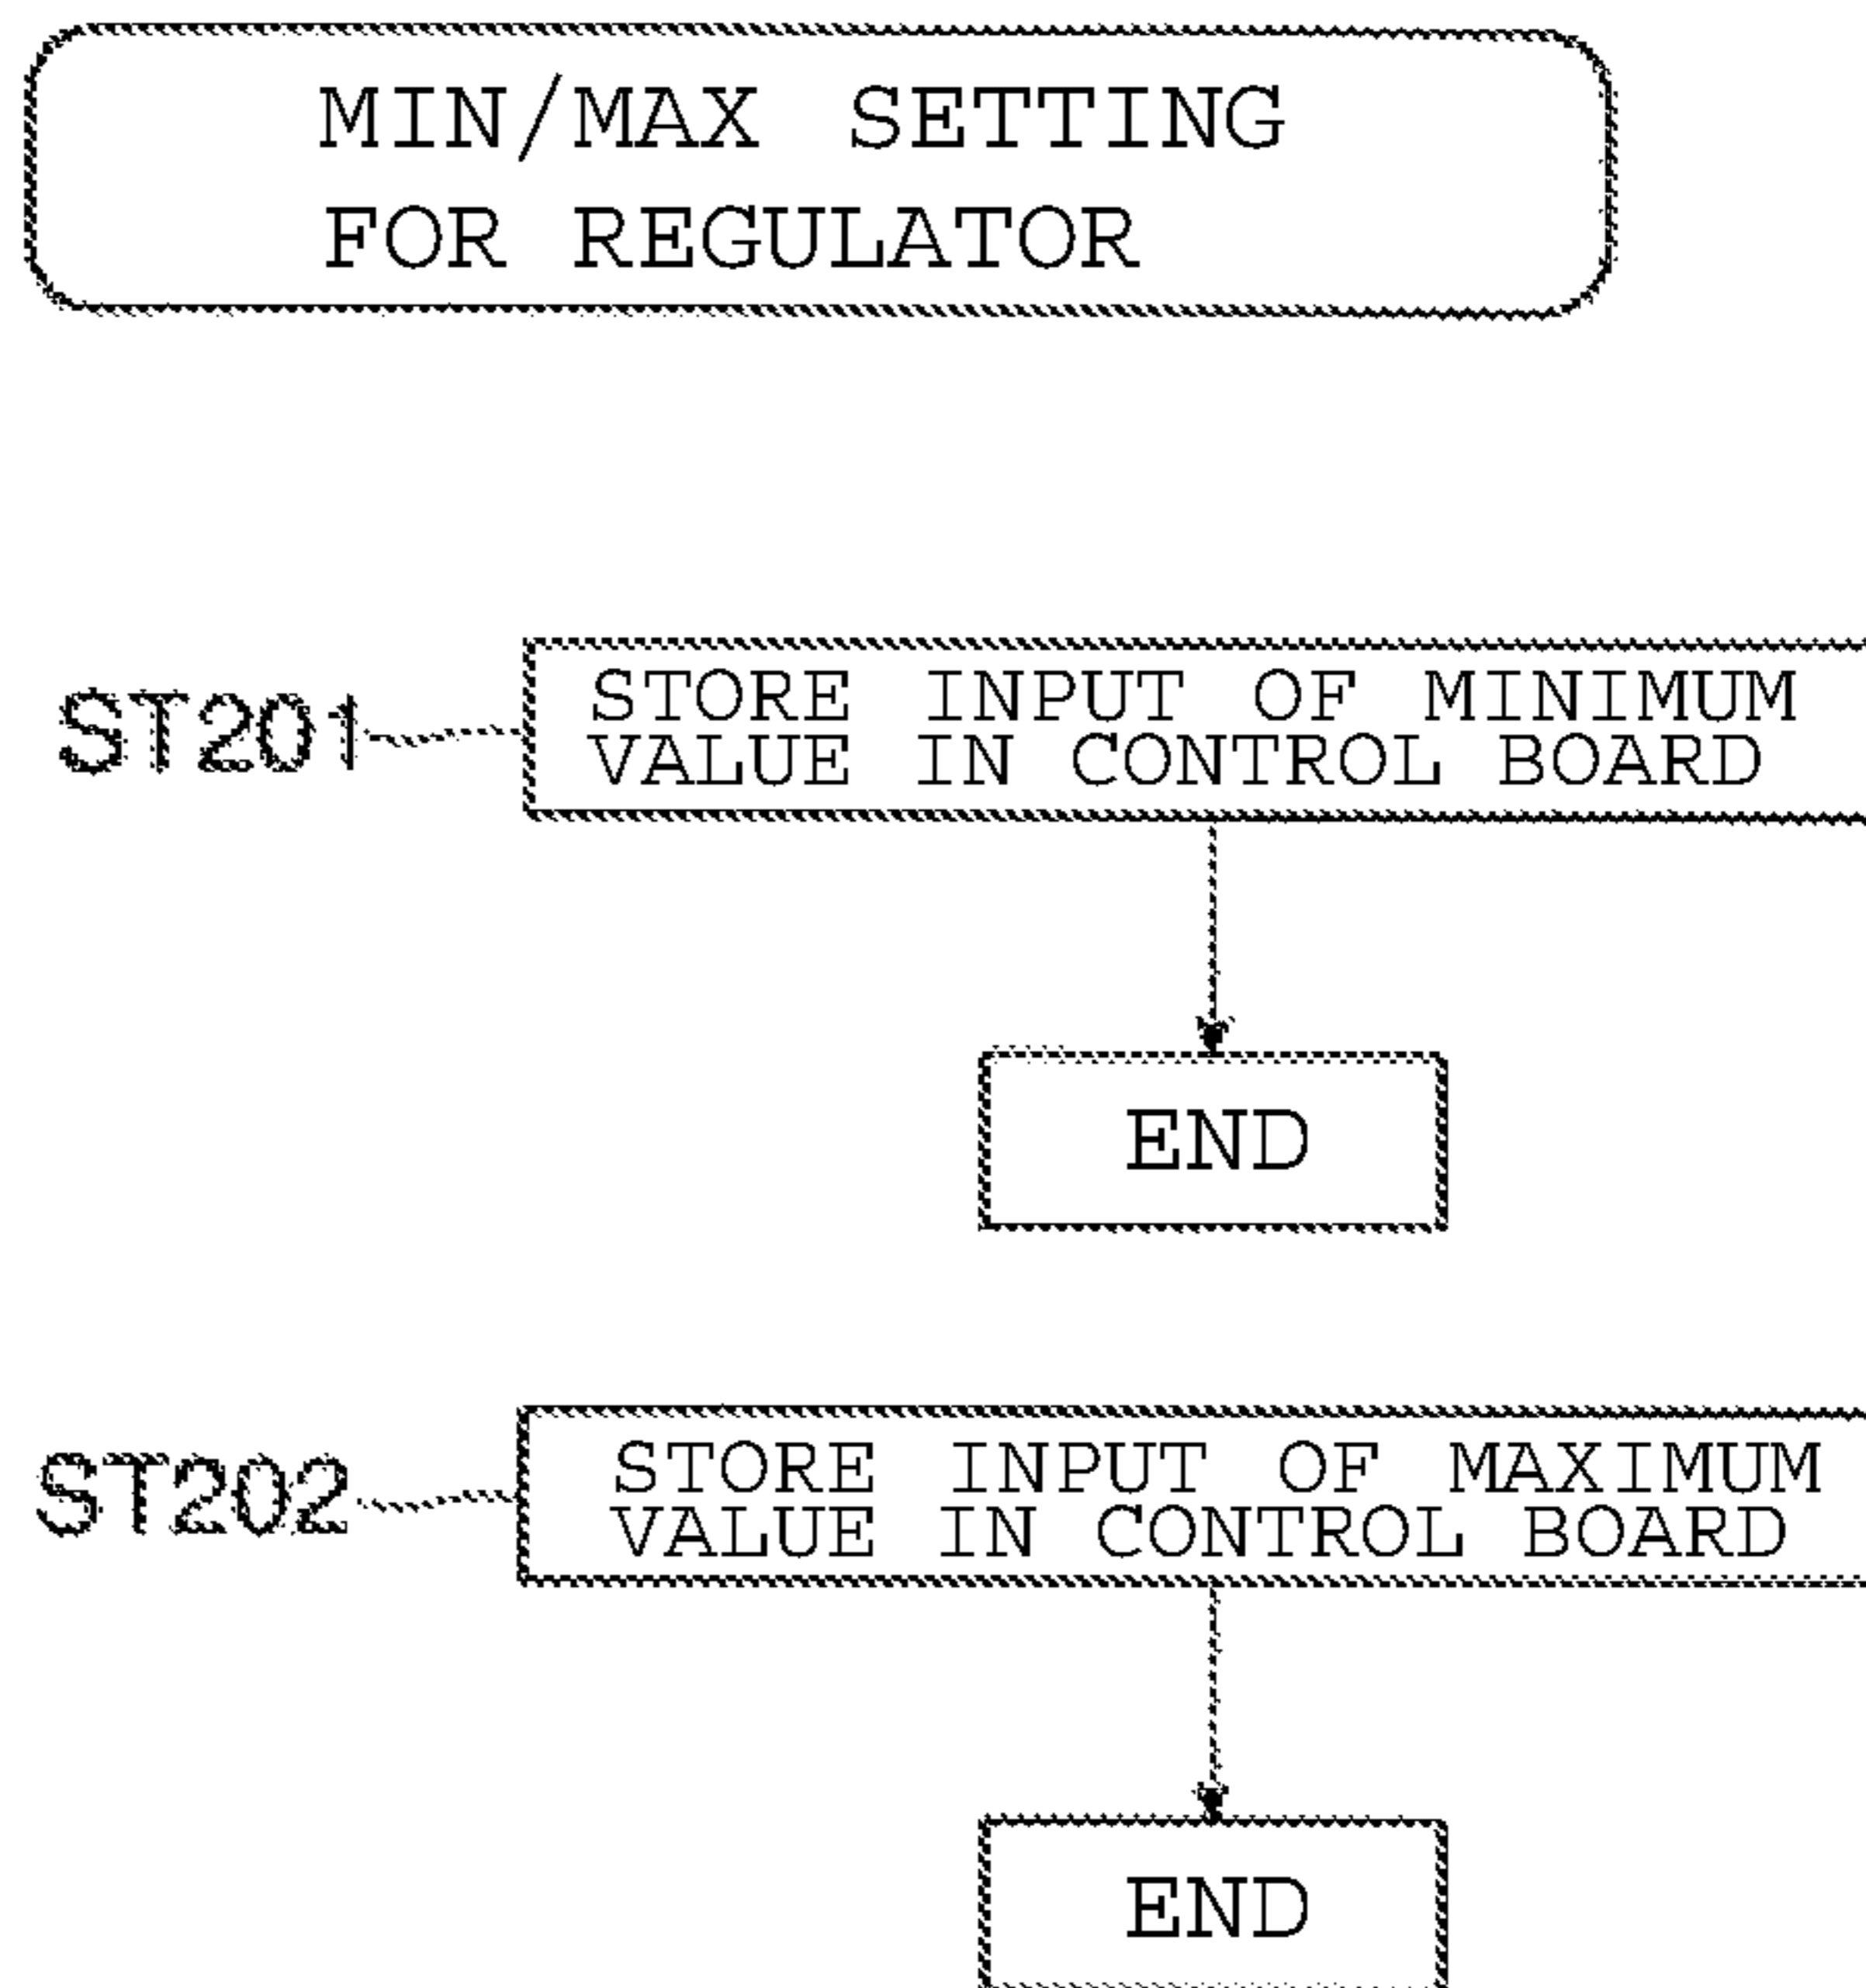 MIN/MAX SETTING
FOR REGULATOR
ST201
STORE INPUT OF MINIMUM
VALUE IN CONTROL BOARD
END
ST202
STORE INPUT OF MAXIMUM
VALUE IN CONTROL BOARD
END